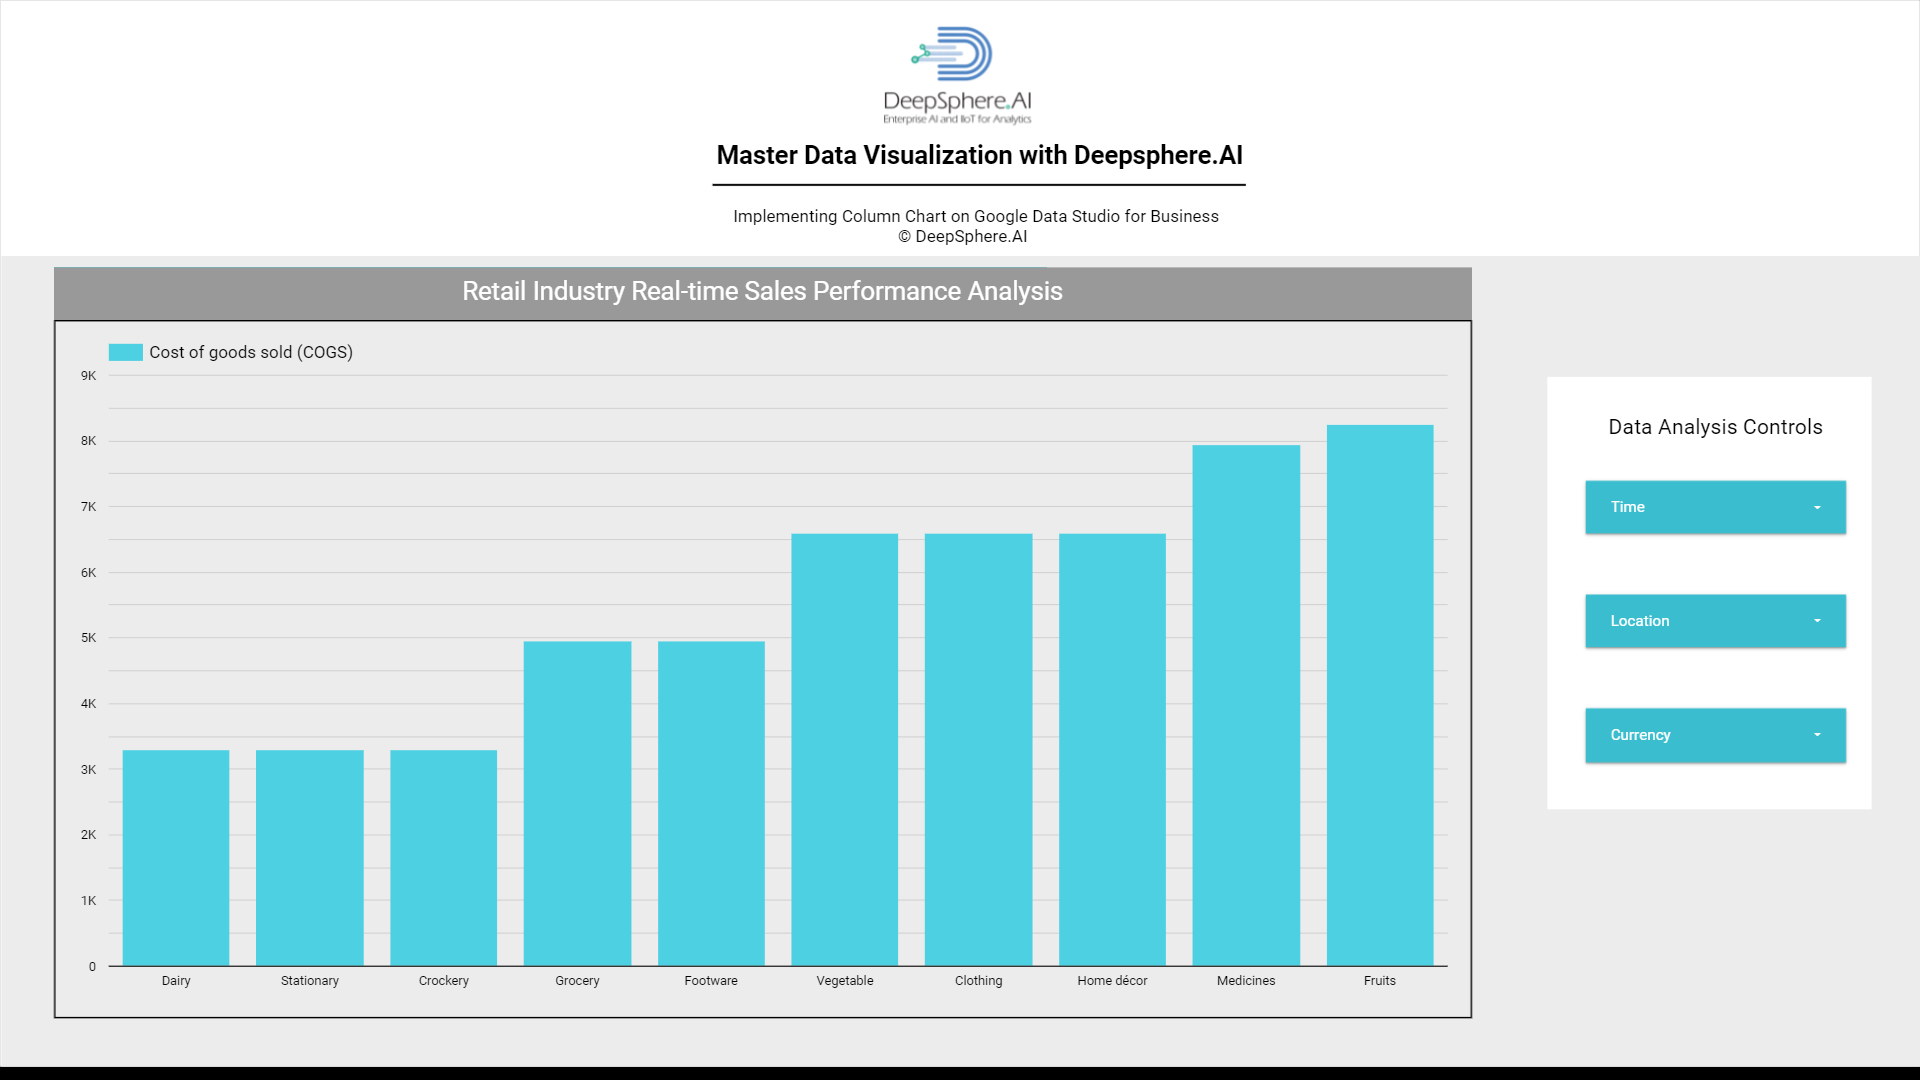 DeepSphere.AI
Enterprise AI and IIoT for Analytics
Master Data Visualization with Deepsphere.AI
Implementing Column Chart on Google Data Studio for Business
© DeepSphere.AI
Retail Industry Real-time Sales Performance Analysis
Cost of goods sold (COGS)
9K
8K
7K
6K
5K
4K
3K
2K
1K
0
Dairy Stationary Crockery Grocery Footware Vegetable Clothing Home décor Medicines Fruits
Data Analysis Controls
Time
Location
Currency